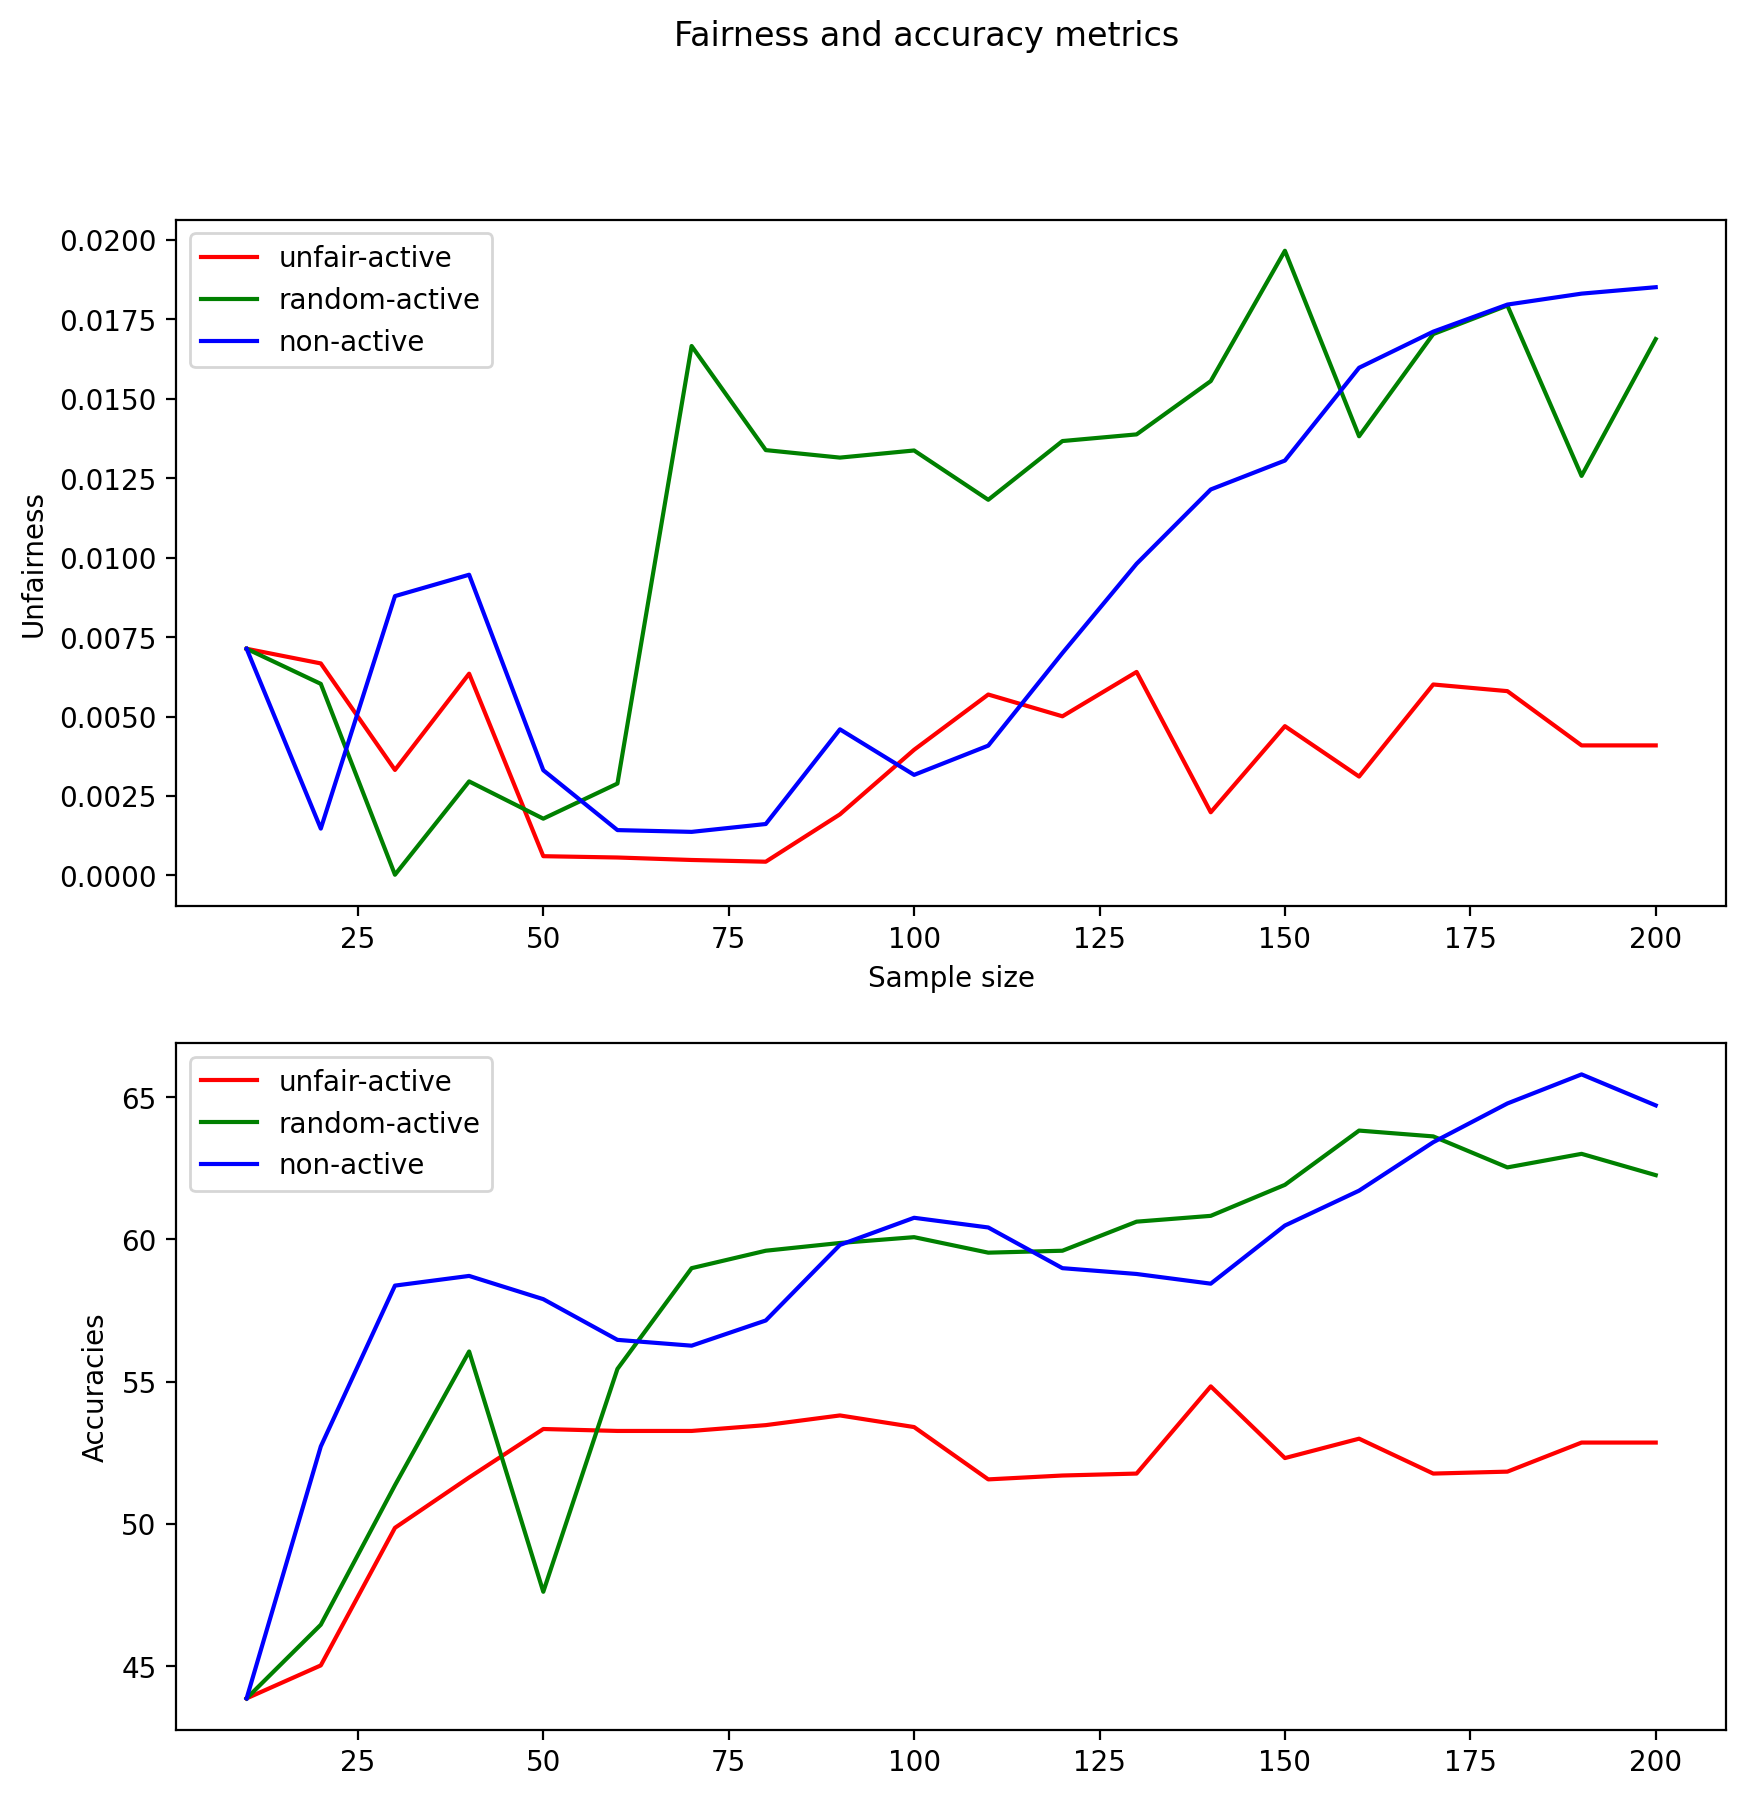 Fairness and accuracy metrics
0.0200
0.0175
0.0150
0.0125
0.0100
0.0075
0.0050
0.0025
0.0000
Unfairness
unfair-active
random-active
non-active
25 50 75 100 125 150 175 200
Sample size
65
60
55
50
45
Accuracies
unfair-active
random-active
non-active
25 50 75 100 125 150 175 200